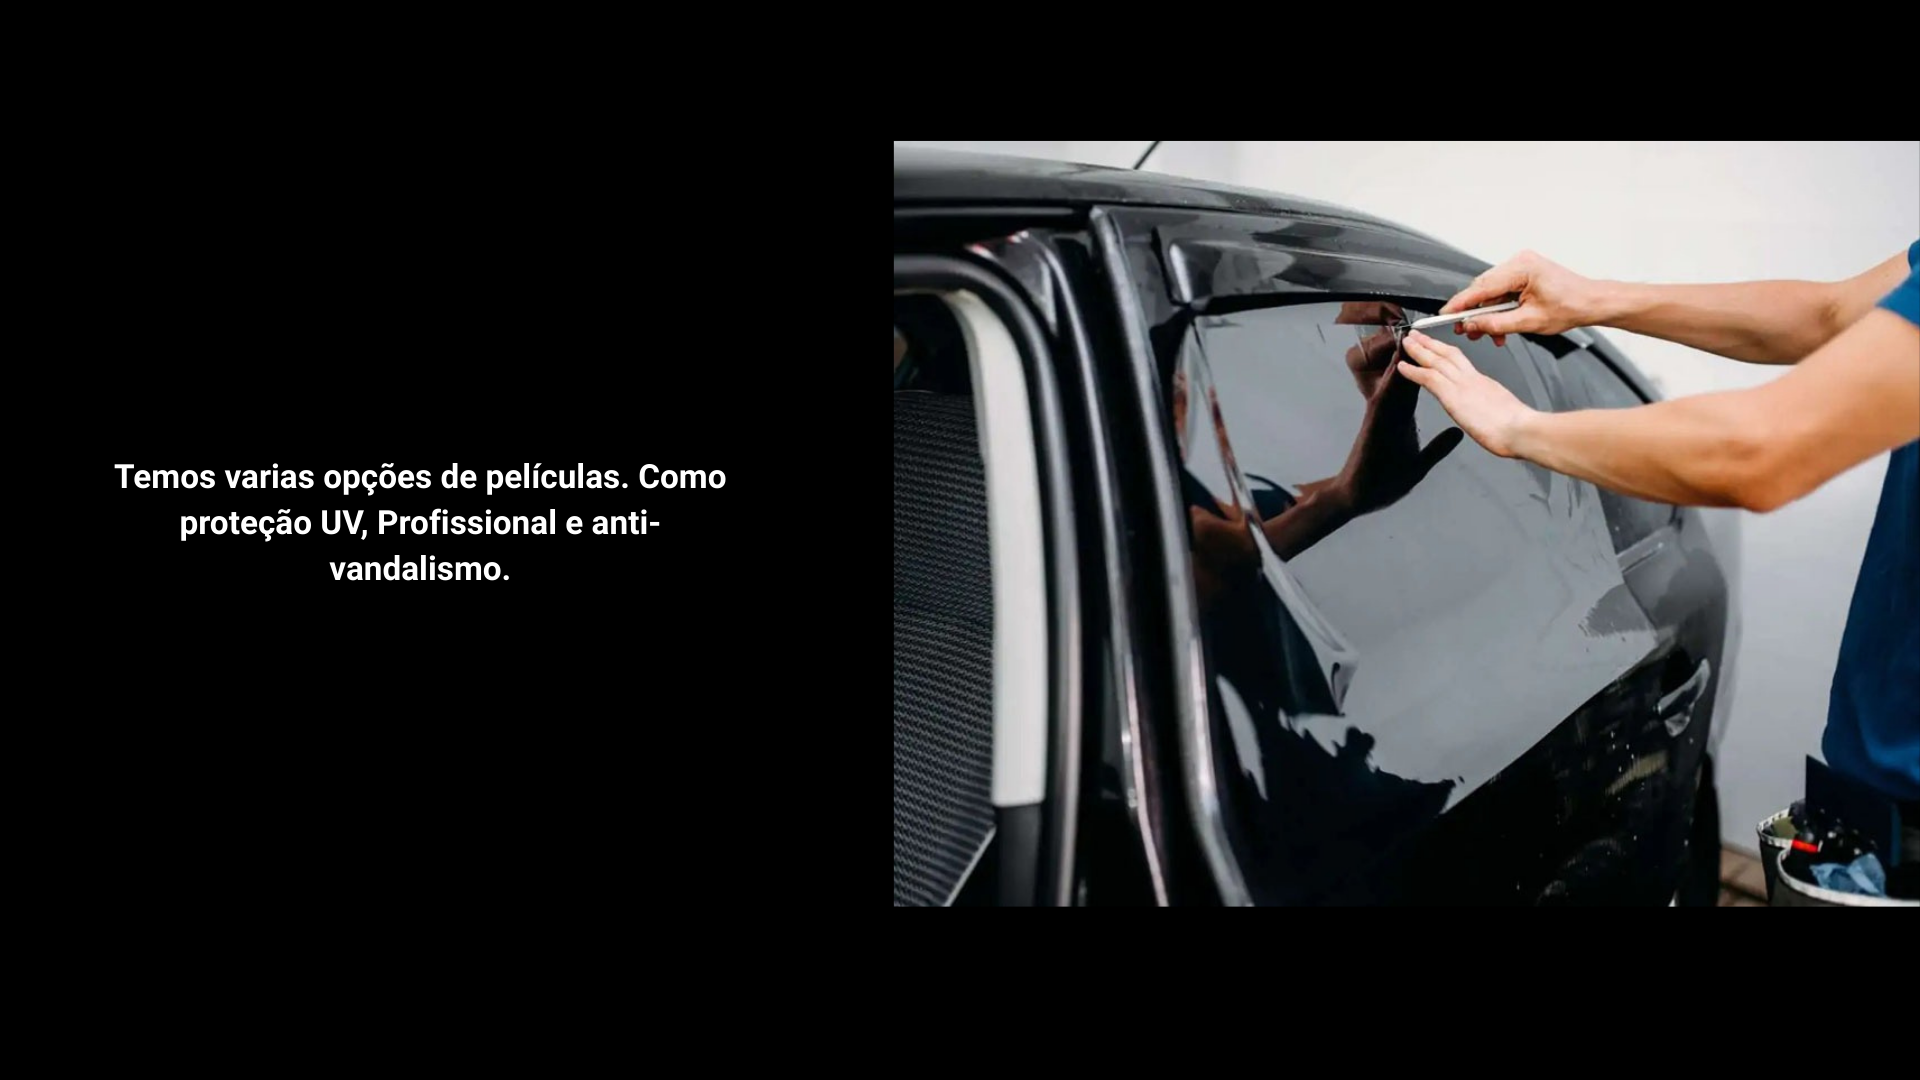 Temos varias opções de películas. Como
proteção UV, Profissional e anti-
vandalismo.